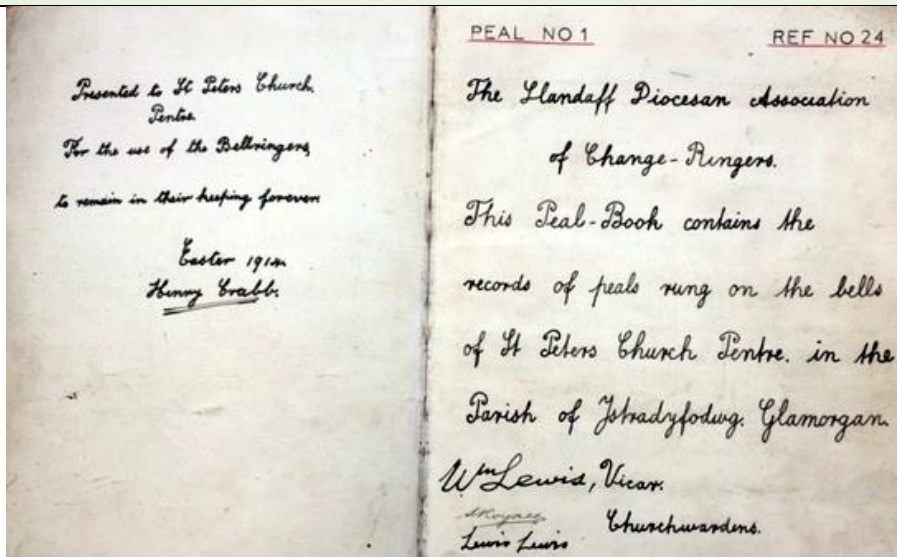 Presented to St Peters Church.
Pentre.
For the use of the Bellringers,
to remain in their keeping forever.
Easter 1914.
Henry Crabb.
PEAL NO 1 REF NO 24
The Llandaff Diocesan Association
of Change-Ringers.
This Peal-Book contains the
records of peals rung on the bells
of St Peters Church Pentre. in the
Parish of Ystradyfodwg. Glamorgan.
Wm Lewis, Vicar.
Churchwardens.
Lewis Lewis